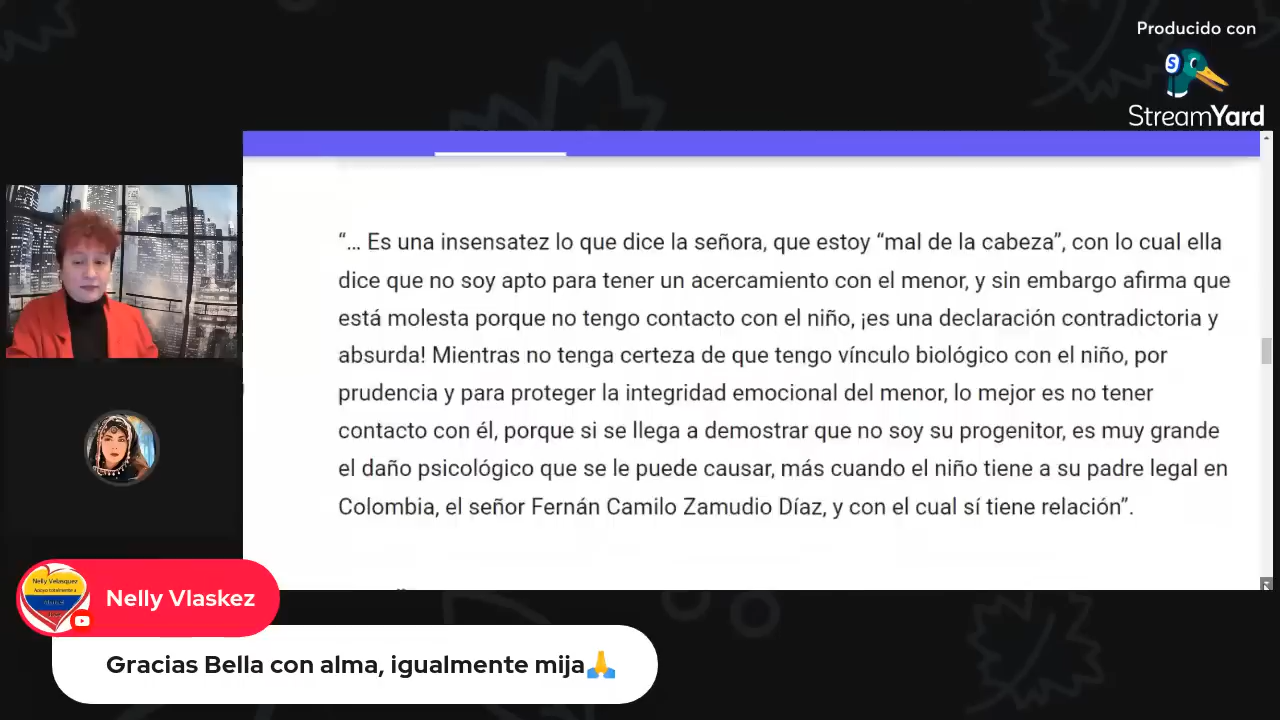 Producido con
StreamYard
“… Es una insensatez lo que dice la señora, que estoy “mal de la cabeza”, con lo cual ella
dice que no soy apto para tener un acercamiento con el menor, y sin embargo afirma que
está molesta porque no tengo contacto con el niño, ¡es una declaración contradictoria y
absurda! Mientras no tenga certeza de que tengo vínculo biológico con el niño, por
prudencia y para proteger la integridad emocional del menor, lo mejor es no tener
contacto con él, porque si se llega a demostrar que no soy su progenitor, es muy grande
el daño psicológico que se le puede causar, más cuando el niño tiene a su padre legal en
Colombia, el señor Fernán Camilo Zamudio Díaz, y con el cual sí tiene relación”.
Nelly Velasquez
Nelly Vlaskez
Gracias Bella con alma, igualmente mija🙏